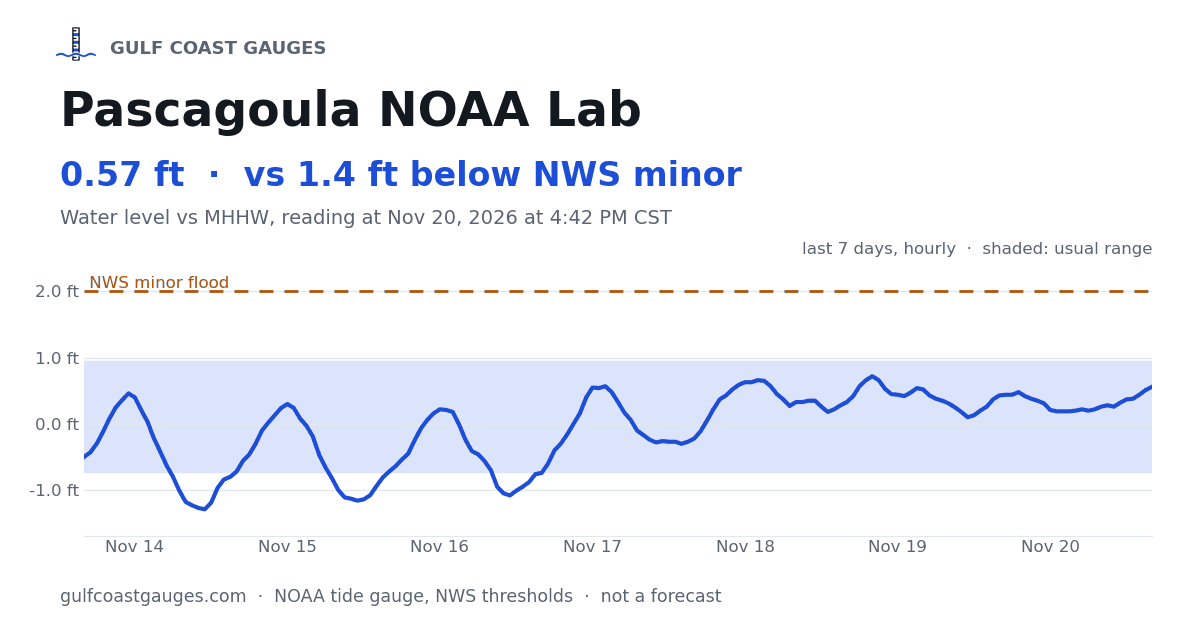 GULF COAST GAUGES
Pascagoula NOAA Lab
0.57 ft · vs 1.4 ft below NWS minor
Water level vs MHHW, reading at Nov 20, 2026 at 4:42 PM CST
last 7 days, hourly · shaded: usual range
NWS minor flood
2.0 ft
1.0 ft
0.0 ft
-1.0 ft
Nov 14 Nov 15 Nov 16 Nov 17 Nov 18 Nov 19 Nov 20
gulfcoastgauges.com · NOAA tide gauge, NWS thresholds · not a forecast